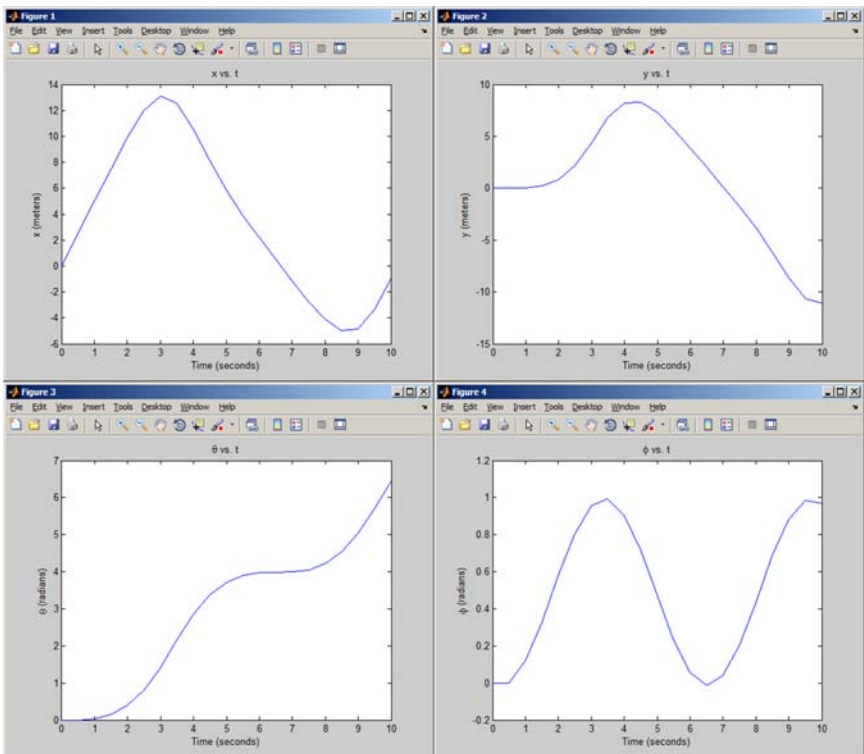 Figure 1
File Edit View Insert Tools Desktop Window Help
x vs. t
14
12
10
8
6
4
2
0
-2
-4
-6
x (meters)
0 1 2 3 4 5 6 7 8 9 10
Time (seconds)
Figure 2
File Edit View Insert Tools Desktop Window Help
y vs. t
10
5
0
-5
-10
-15
y (meters)
0 1 2 3 4 5 6 7 8 9 10
Time (seconds)
Figure 3
File Edit View Insert Tools Desktop Window Help
θ vs. t
7
6
5
4
3
2
1
0
θ (radians)
0 1 2 3 4 5 6 7 8 9 10
Time (seconds)
Figure 4
File Edit View Insert Tools Desktop Window Help
ϕ vs. t
1.2
1
0.8
0.6
0.4
0.2
0
-0.2
ϕ (radians)
0 1 2 3 4 5 6 7 8 9 10
Time (seconds)